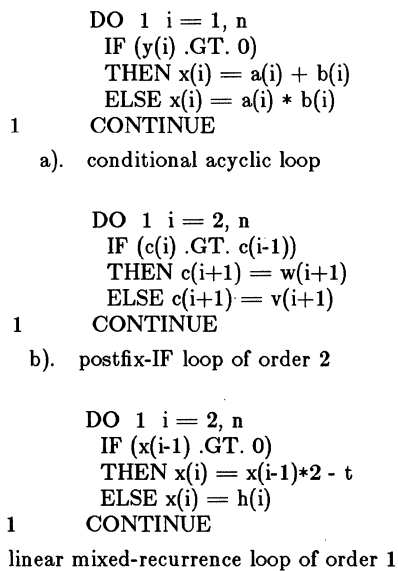 DO 1 i = 1, n
IF (y(i) .GT. 0)
THEN x(i) = a(i) + b(i)
ELSE x(i) = a(i) * b(i)
1 CONTINUE
a). conditional acyclic loop
DO 1 i = 2, n
IF (c(i) .GT. c(i-1))
THEN c(i+1) = w(i+1)
ELSE c(i+1) = v(i+1)
1 CONTINUE
b). postfix-IF loop of order 2
DO 1 i = 2, n
IF (x(i-1) .GT. 0)
THEN x(i) = x(i-1)*2 - t
ELSE x(i) = h(i)
1 CONTINUE
linear mixed-recurrence loop of order 1